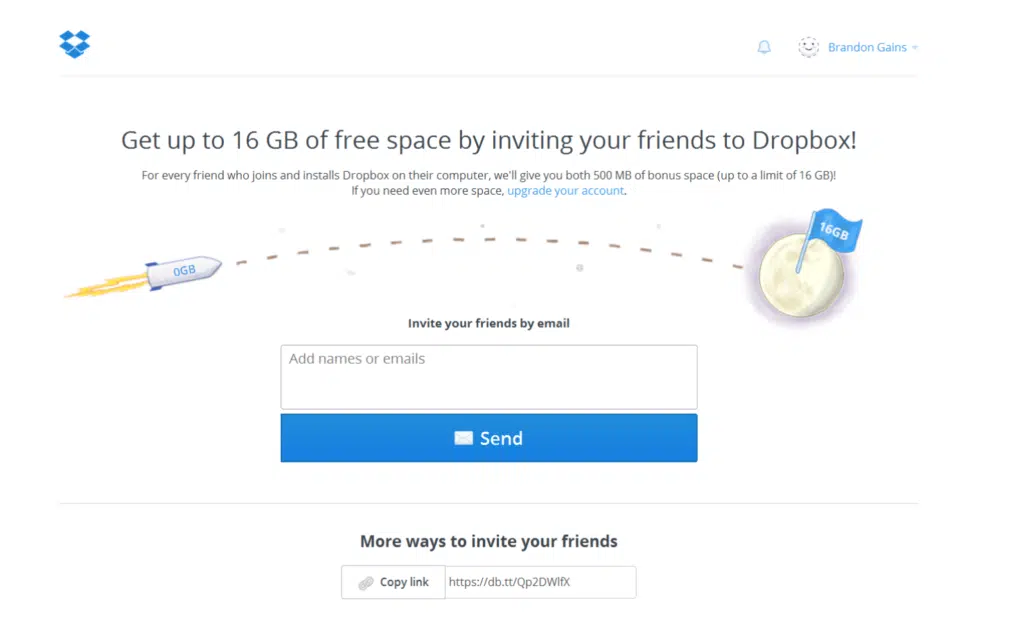 Brandon Gains
Get up to 16 GB of free space by inviting your friends to Dropbox!
For every friend who joins and installs Dropbox on their computer, we'll give you both 500 MB of bonus space (up to a limit of 16 GB)!
If you need even more space, upgrade your account.
16GB
0GB
Invite your friends by email
Add names or emails
Send
More ways to invite your friends
Copy link https://db.tt/Qp2DWlfX